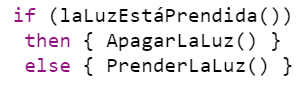 if (laLuzEstáPrendida())
then { ApagarLaLuz() }
else { PrenderLaLuz() }